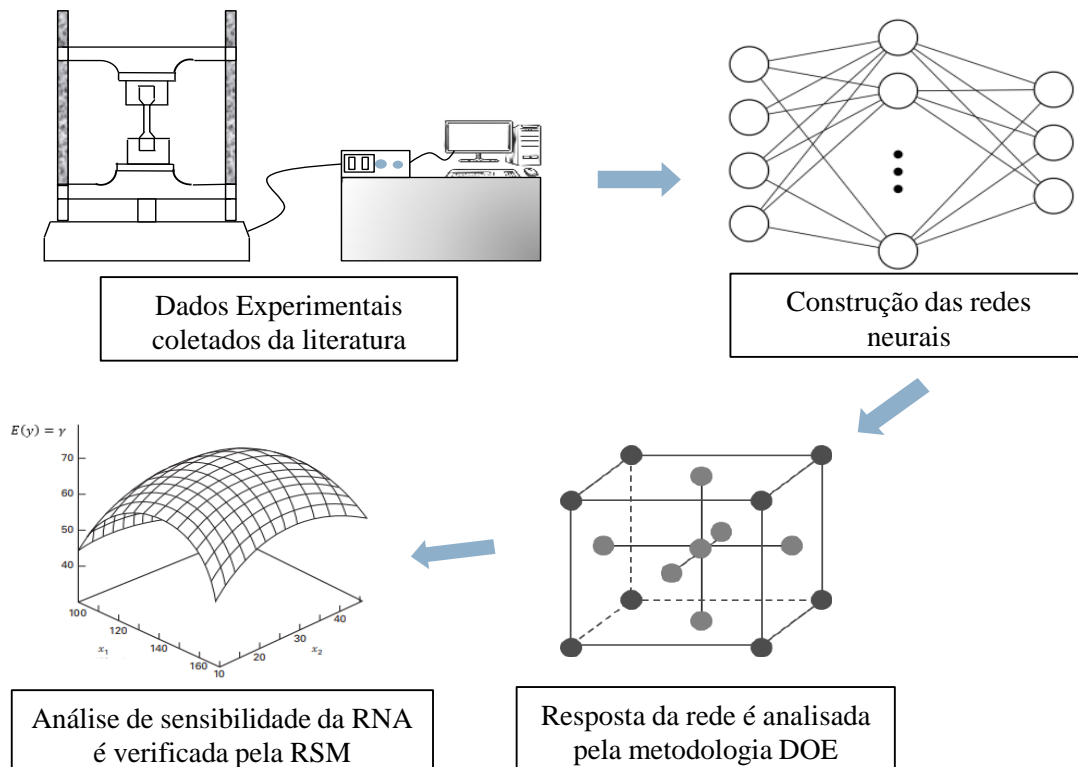 Dados Experimentais
coletados da literatura
Construção das redes
neurais
E(y) = γ
70
60
50
40
100
120
140
160
x₁
10
20
30
40
x₂
Análise de sensibilidade da RNA
é verificada pela RSM
Resposta da rede é analisada
pela metodologia DOE